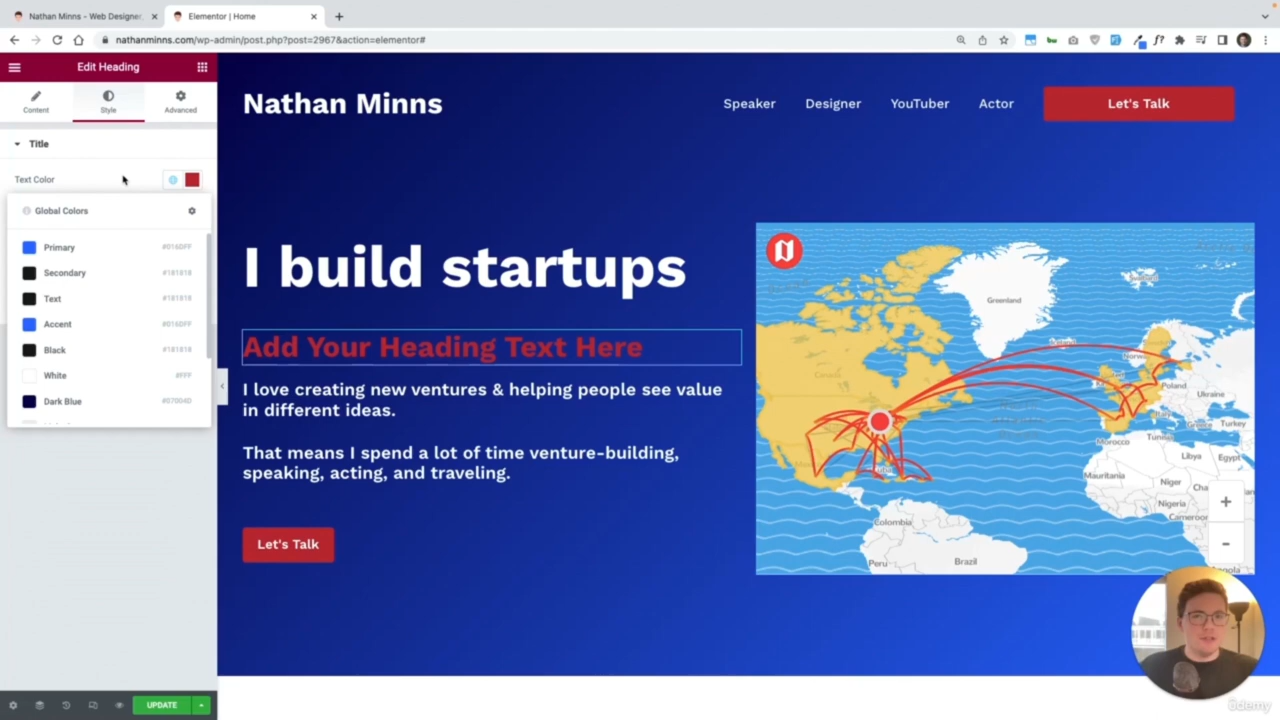 Nathan Minns - Web Designer,
Elementor | Home
nathanminns.com/wp-admin/post.php?post=2967&action=elementor#
Edit Heading
Content
Style
Advanced
Title
Text Color
Global Colors
Primary #016DFF
Secondary #181818
Text #181818
Accent #016DFF
Black #181818
White #FFF
Dark Blue #07004D
UPDATE
Nathan Minns
Speaker
Designer
YouTuber
Actor
Let's Talk
I build startups
Add Your Heading Text Here
I love creating new ventures & helping people see value
in different ideas.
That means I spend a lot of time venture-building,
speaking, acting, and traveling.
Let's Talk
Greenland
Canada
Norway
Poland
Ukraine
Italy
Greece
Turkey
Morocco
Libya
Egypt
Mauritania
Niger
Nigeria
Colombia
Peru
Brazil
+
-
ûdemy